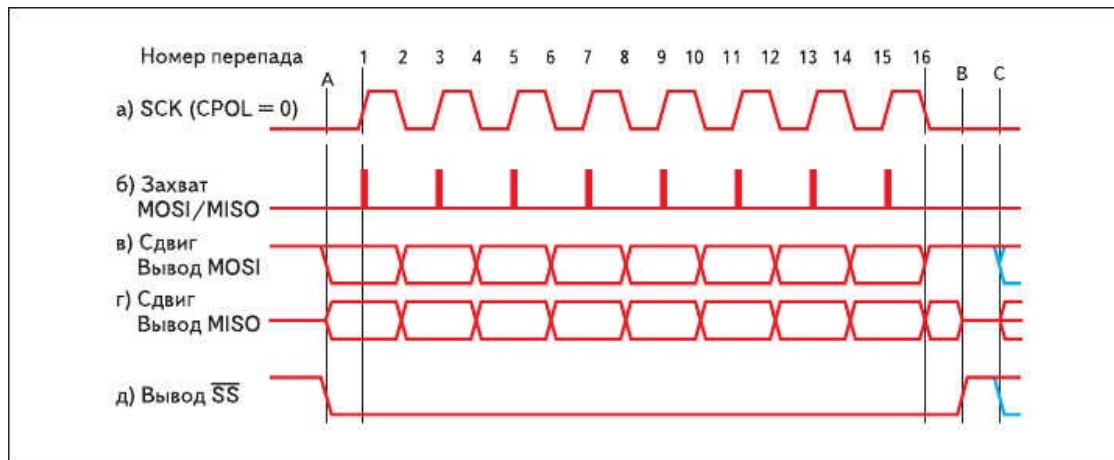 Номер перепада 1 2 3 4 5 6 7 8 9 10 11 12 13 14 15 16
A B C
а) SCK (CPOL = 0)
б) Захват
MOSI/MISO
в) Сдвиг
Вывод MOSI
г) Сдвиг
Вывод MISO
д) Вывод S̅S̅